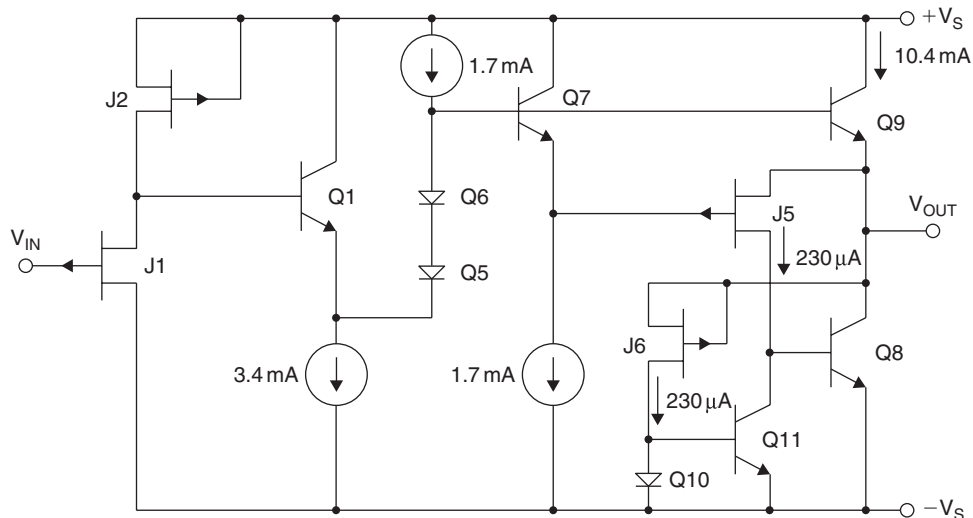 +V_S
1.7 mA
10.4 mA
J2
Q7
Q9
Q1
Q6
V_IN
J1
J5
V_OUT
Q5
230 µA
3.4 mA
1.7 mA
J6
Q8
230 µA
Q11
Q10
−V_S